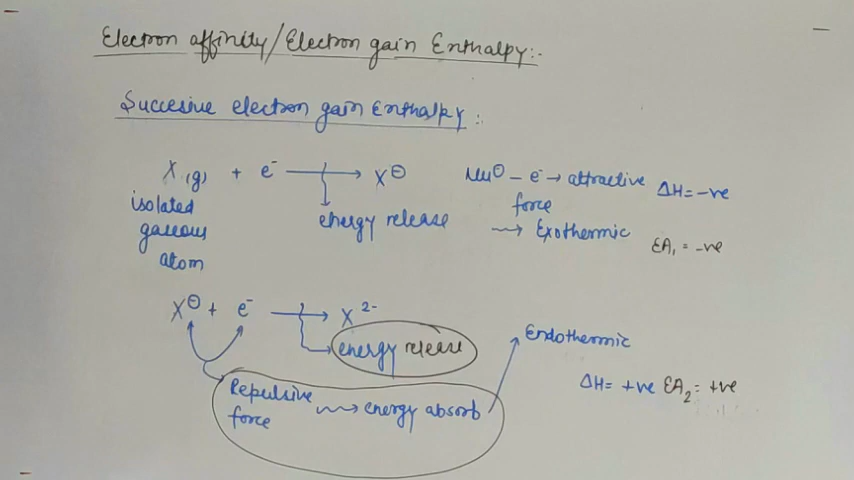 Electron affinity/Electron gain Enthalpy:-
Succesive electron gain Enthalpy :-
X(g) + e⁻ → X⊖
isolated gaseous atom
energy release
Nu⊖ - e⁻ → attractive force
ΔH = -ve
⇝ Exothermic
EA₁ = -ve
X⊖ + e⁻ → X²⁻
energy release
Repulsive force ⇝ energy absorb
Endothermic
ΔH = +ve EA₂ = +ve